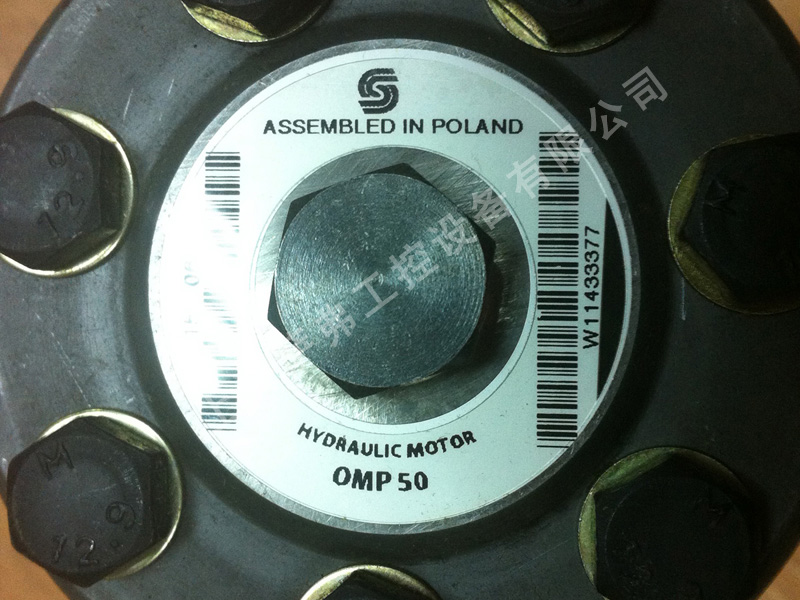 ASSEMBLED IN POLAND
W11433377
HYDRAULIC MOTOR
OMP 50
12.9
M
12.9
M
弗工控设备有限公司